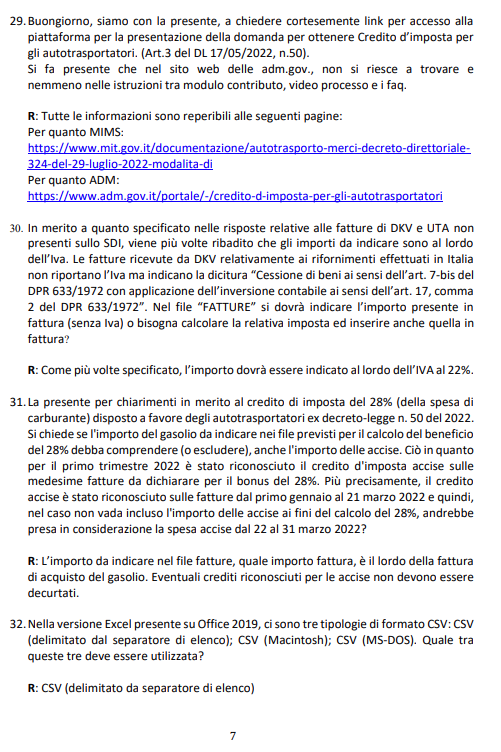 29. Buongiorno, siamo con la presente, a chiedere cortesemente link per accesso alla
piattaforma per la presentazione della domanda per ottenere Credito d'imposta per
gli autotrasportatori. (Art.3 del DL 17/05/2022, n.50).
Si fa presente che nel sito web delle adm.gov., non si riesce a trovare e
nemmeno nelle istruzioni tra modulo contributo, video processo e i faq.
R: Tutte le informazioni sono reperibili alle seguenti pagine:
Per quanto MIMS:
https://www.mit.gov.it/documentazione/autotrasporto-merci-decreto-direttoriale-
324-del-29-luglio-2022-modalita-di
Per quanto ADM:
https://www.adm.gov.it/portale/-/credito-d-imposta-per-gli-autotrasportatori
30. In merito a quanto specificato nelle risposte relative alle fatture di DKV e UTA non
presenti sullo SDI, viene più volte ribadito che gli importi da indicare sono al lordo
dell'Iva. Le fatture ricevute da DKV relativamente ai rifornimenti effettuati in Italia
non riportano l'Iva ma indicano la dicitura "Cessione di beni ai sensi dell'art. 7-bis del
DPR 633/1972 con applicazione dell'inversione contabile ai sensi dell'art. 17, comma
2 del DPR 633/1972". Nel file "FATTURE" si dovrà indicare l'importo presente in
fattura (senza Iva) o bisogna calcolare la relativa imposta ed inserire anche quella in
fattura?
R: Come più volte specificato, l'importo dovrà essere indicato al lordo dell'IVA al 22%.
31. La presente per chiarimenti in merito al credito di imposta del 28% (della spesa di
carburante) disposto a favore degli autotrasportatori ex decreto-legge n. 50 del 2022.
Si chiede se l'importo del gasolio da indicare nei file previsti per il calcolo del beneficio
del 28% debba comprendere (o escludere), anche l'importo delle accise. Ciò in quanto
per il primo trimestre 2022 è stato riconosciuto il credito d'imposta accise sulle
medesime fatture da dichiarare per il bonus del 28%. Più precisamente, il credito
accise è stato riconosciuto sulle fatture dal primo gennaio al 21 marzo 2022 e quindi,
nel caso non vada incluso l'importo delle accise ai fini del calcolo del 28%, andrebbe
presa in considerazione la spesa accise dal 22 al 31 marzo 2022?
R: L'importo da indicare nel file fatture, quale importo fattura, è il lordo della fattura
di acquisto del gasolio. Eventuali crediti riconosciuti per le accise non devono essere
decurtati.
32. Nella versione Excel presente su Office 2019, ci sono tre tipologie di formato CSV: CSV
(delimitato dal separatore di elenco); CSV (Macintosh); CSV (MS-DOS). Quale tra
queste tre deve essere utilizzata?
R: CSV (delimitato da separatore di elenco)
7